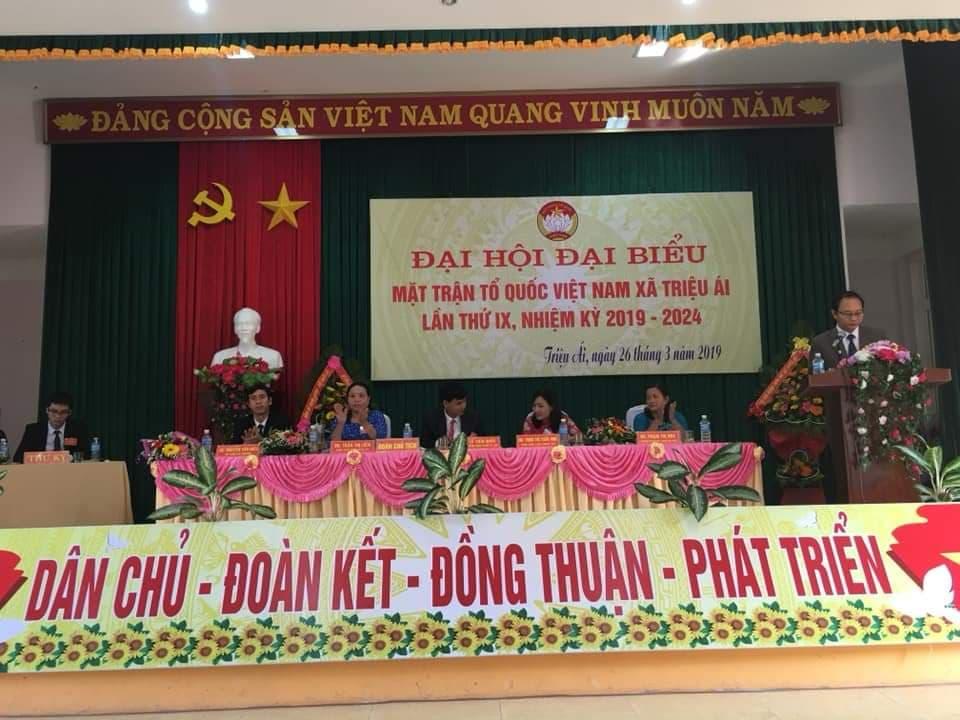 ĐẢNG CỘNG SẢN VIỆT NAM QUANG VINH MUÔN NĂM
ĐẠI HỘI ĐẠI BIỂU
MẶT TRẬN TỔ QUỐC VIỆT NAM XÃ TRIỆU ÁI
LẦN THỨ IX, NHIỆM KỲ 2019 - 2024
Triệu Ái, ngày 26 tháng 3 năm 2019
THƯ KÝ
ĐOÀN CHỦ TỊCH
DÂN CHỦ - ĐOÀN KẾT - ĐỒNG THUẬN - PHÁT TRIỂN